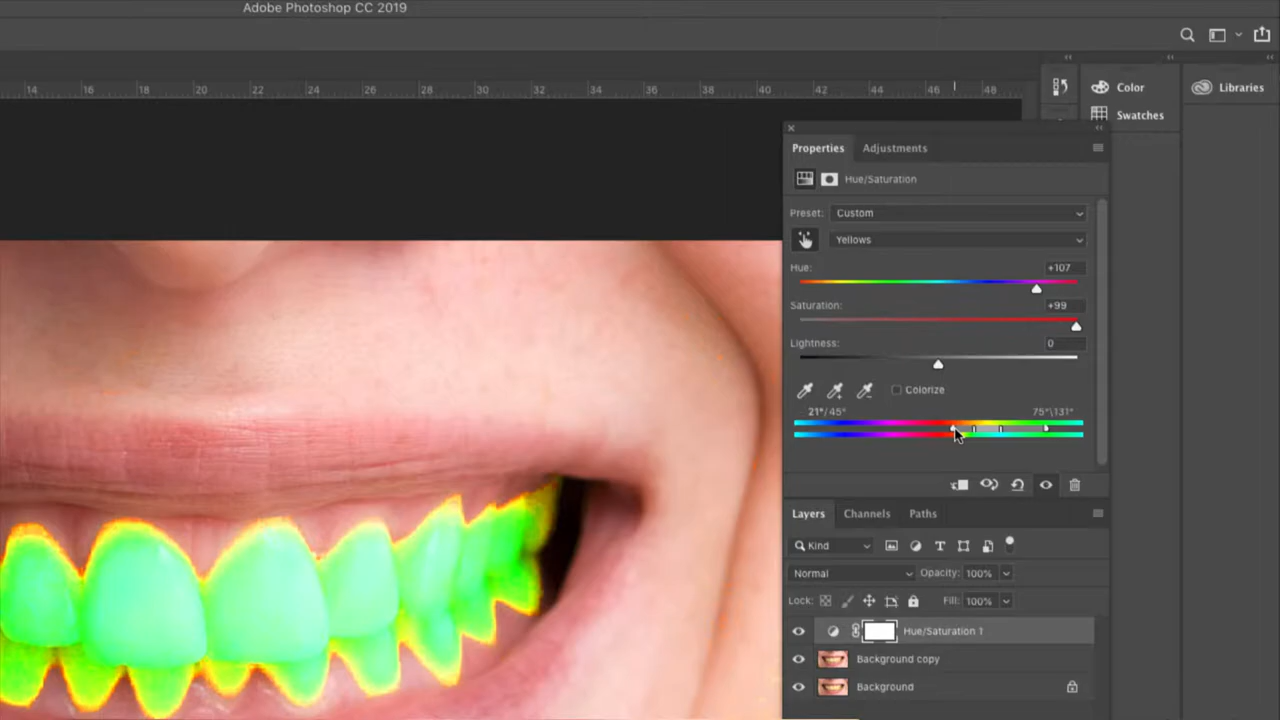 Adobe Photoshop CC 2019
14 16 18 20 22 24 26 28 30 32 34 36 38 40 42 44 46 48
Color
Libraries
Swatches
Properties Adjustments
Hue/Saturation
Preset: Custom
Yellows
Hue: +107
Saturation: +99
Lightness: 0
Colorize
21°/45° 75°\131°
Layers Channels Paths
Kind
Normal Opacity: 100%
Lock: Fill: 100%
Hue/Saturation 1
Background copy
Background